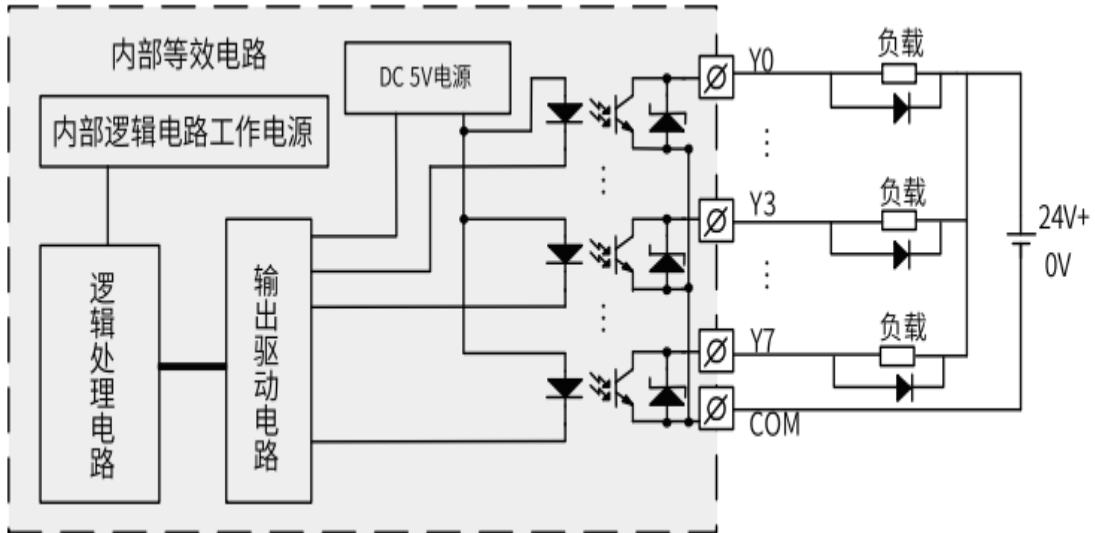 内部等效电路
DC 5V电源
内部逻辑电路工作电源
逻辑处理电路
输出驱动电路
Y0
负载
Y3
负载
24V+
0V
Y7
负载
COM